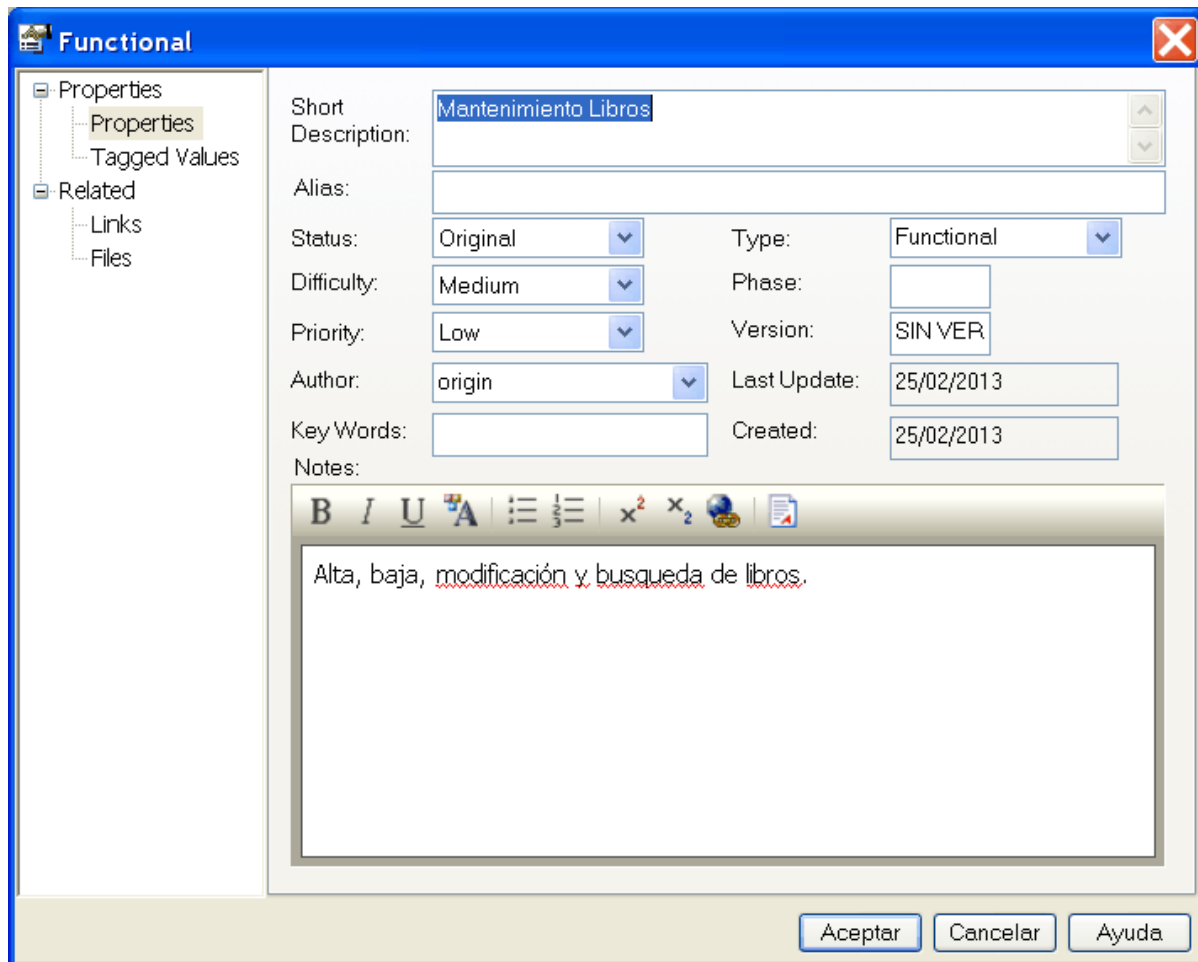 Functional
Properties
Properties
Tagged Values
Related
Links
Files
Short Description:
Mantenimiento Libros
Alias:
Status: Original Type: Functional
Difficulty: Medium Phase:
Priority: Low Version: SIN VER
Author: origin Last Update: 25/02/2013
Key Words: Created: 25/02/2013
Notes:
B I U A x² x₂
Alta, baja, modificación y busqueda de libros.
Aceptar Cancelar Ayuda